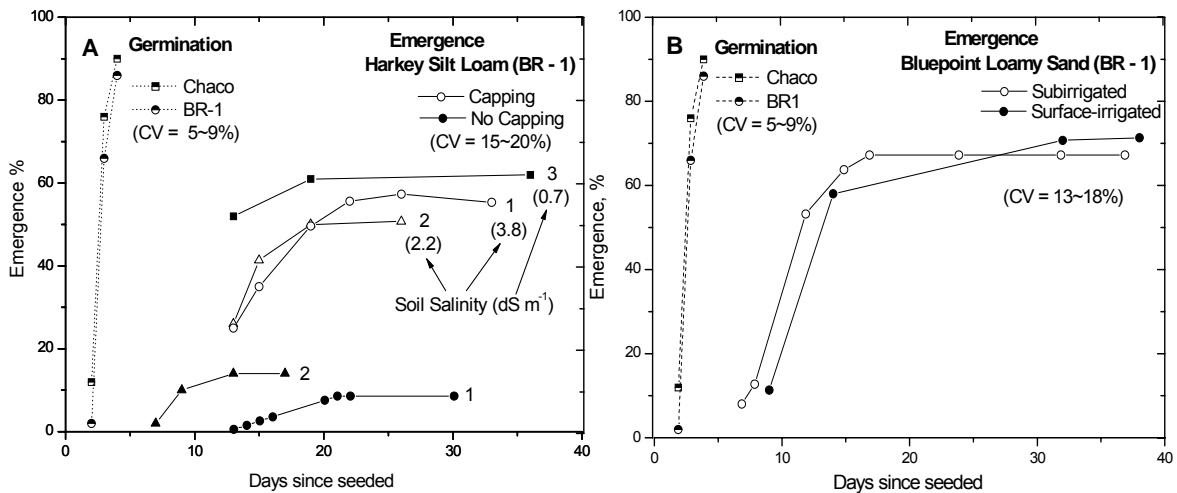 A
Germination
Chaco
BR-1
(CV = 5~9%)
Emergence
Harkey Silt Loam (BR - 1)
Capping
No Capping
(CV = 15~20%)
3
(0.7)
1
(3.8)
2
(2.2)
Soil Salinity (dS m-1)
2
1
100
80
60
40
20
0
Emergence %
0
10
20
30
40
Days since seeded
B
Germination
Chaco
BR1
(CV = 5~9%)
Emergence
Bluepoint Loamy Sand (BR - 1)
Subirrigated
Surface-irrigated
(CV = 13~18%)
100
80
60
40
20
0
Emergence, %
0
10
20
30
40
Days since seeded